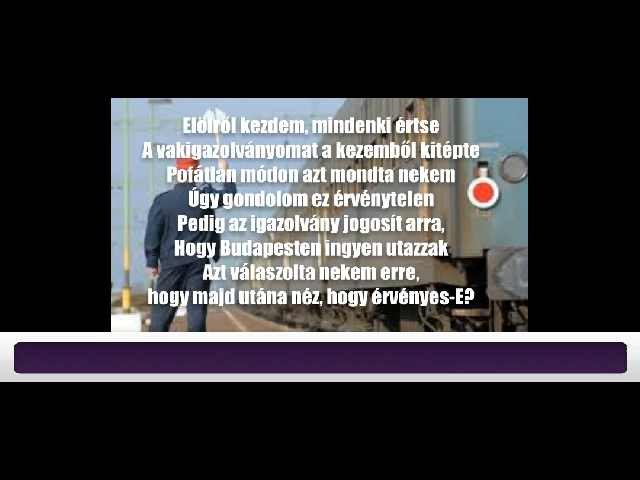 Elölről kezdem, mindenki értse
A vakigazolványomat a kezemből kitépte
Pofátlan módon azt mondta nekem
Úgy gondolom ez érvénytelen
Pedig az igazolvány jogosít arra,
Hogy Budapesten ingyen utazzak
Azt válaszolta nekem erre,
hogy majd utána néz, hogy érvényes-E?